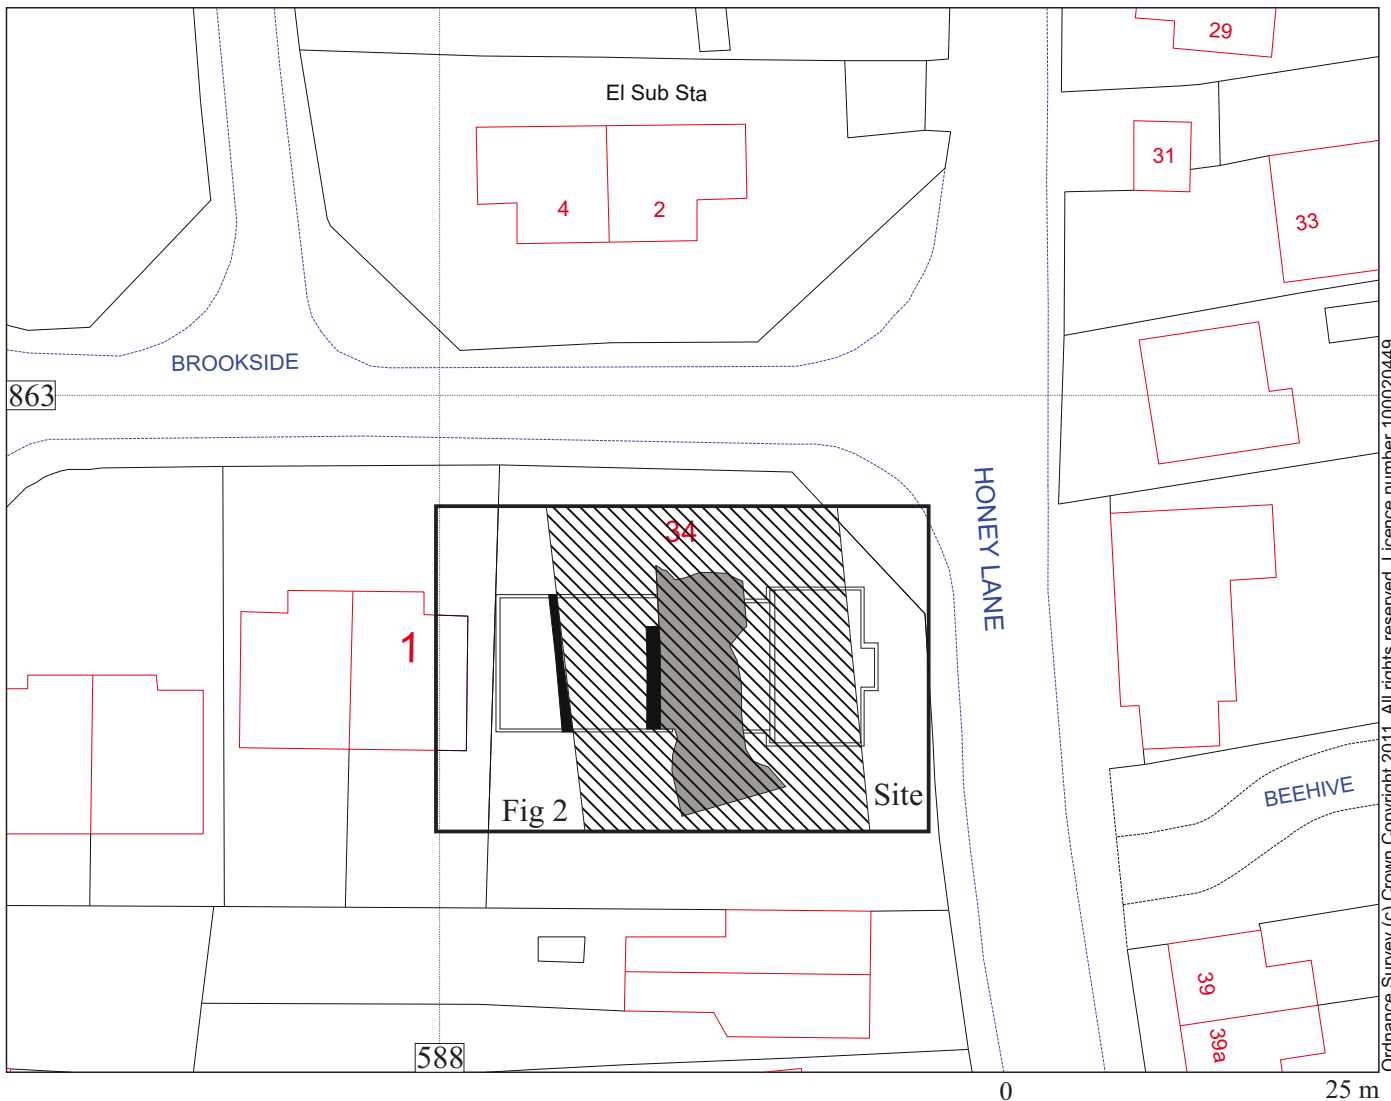 29
El Sub Sta
31
4
2
33
BROOKSIDE
863
HONEY LANE
34
1
Fig 2
Site
BEEHIVE
39
39a
588
0
25 m
Ordnance Survey (c) Crown Copyright 2011. All rights reserved. Licence number 100020449